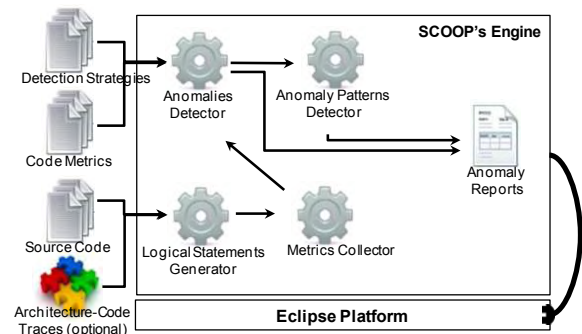 SCOOP's Engine
Detection Strategies
Anomalies
Detector
Anomaly Patterns
Detector
Code Metrics
Anomaly
Reports
Source Code
Logical Statements
Generator
Metrics Collector
Architecture-Code
Traces (optional)
Eclipse Platform